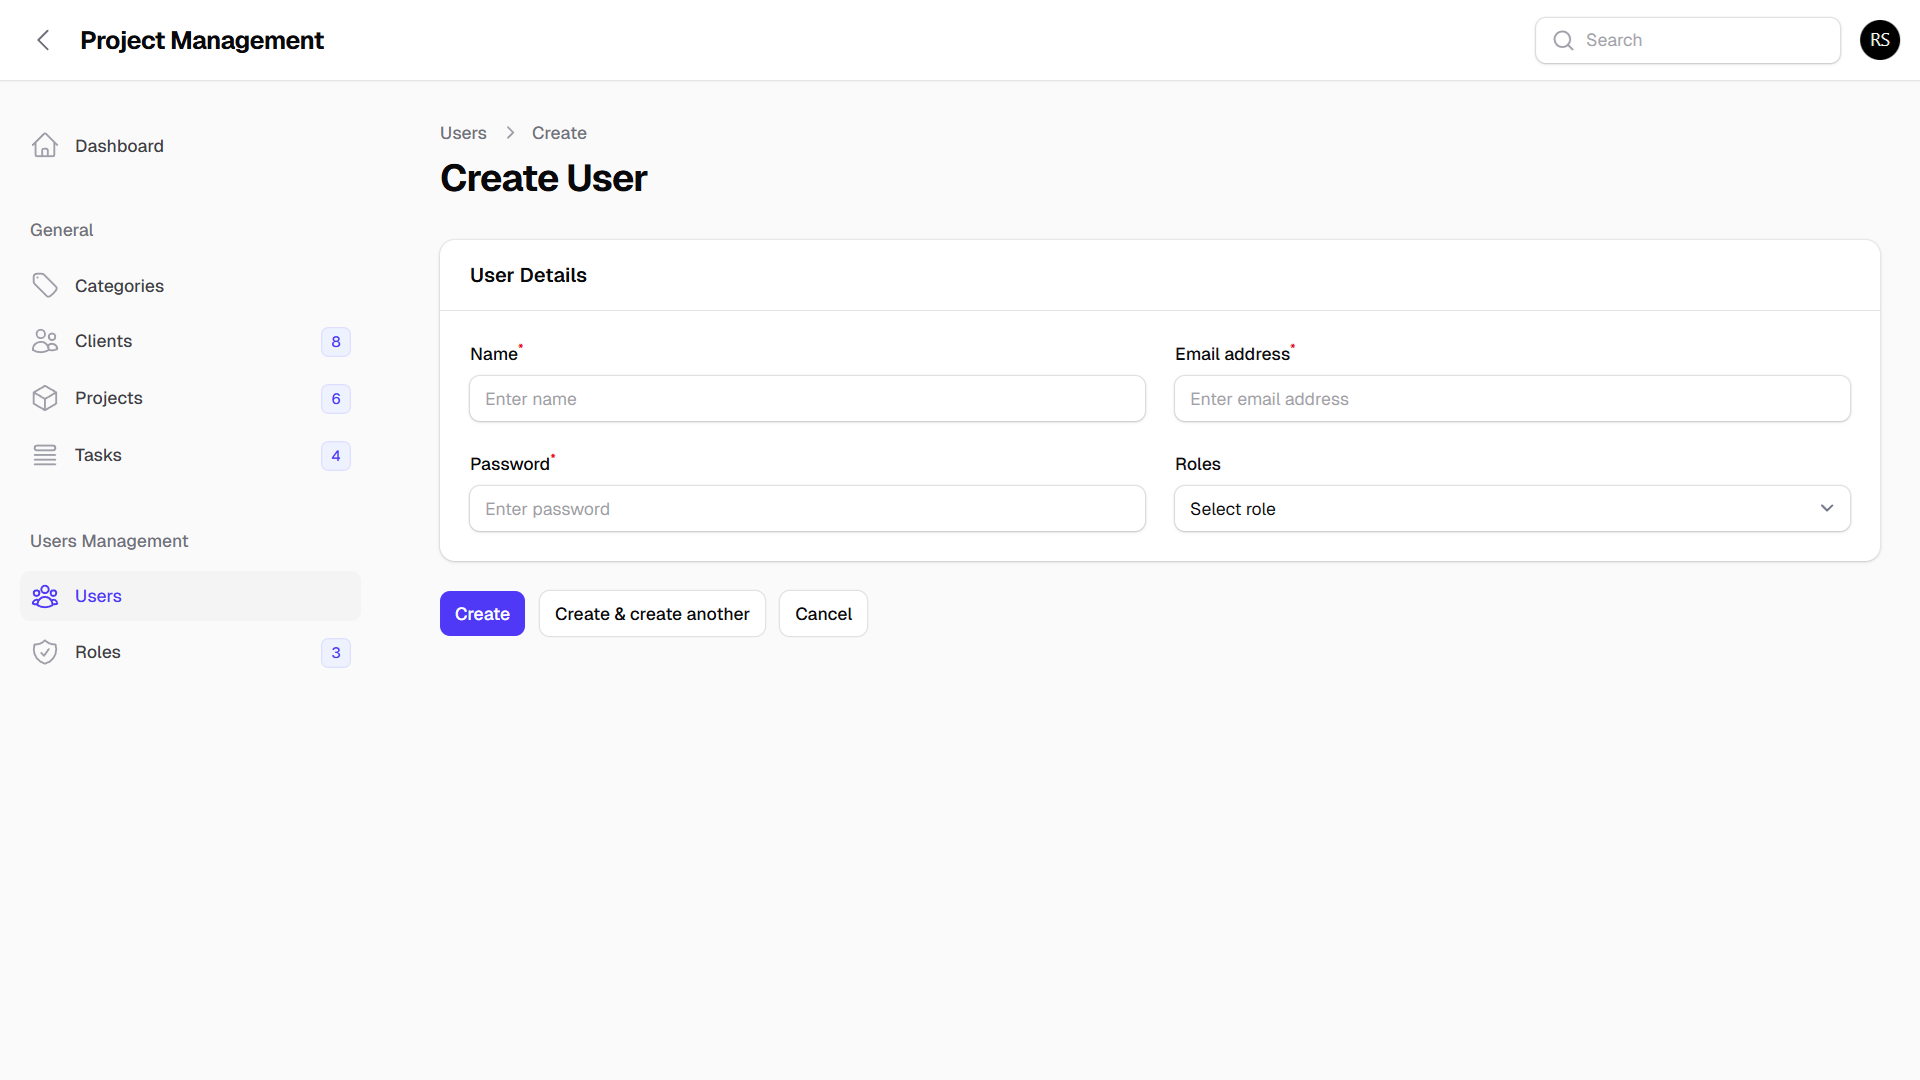 Project Management
Search
RS
Dashboard
General
Categories
Clients 8
Projects 6
Tasks 4
Users Management
Users
Roles 3
Users Create
Create User
User Details
Name* Email address*
Enter name Enter email address
Password* Roles
Enter password Select role
Create Create & create another Cancel